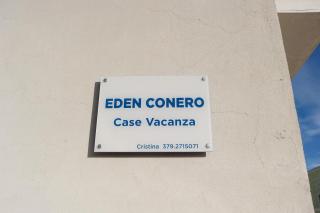 EDEN CONERO
Case Vacanza
Cristina 379.2715071